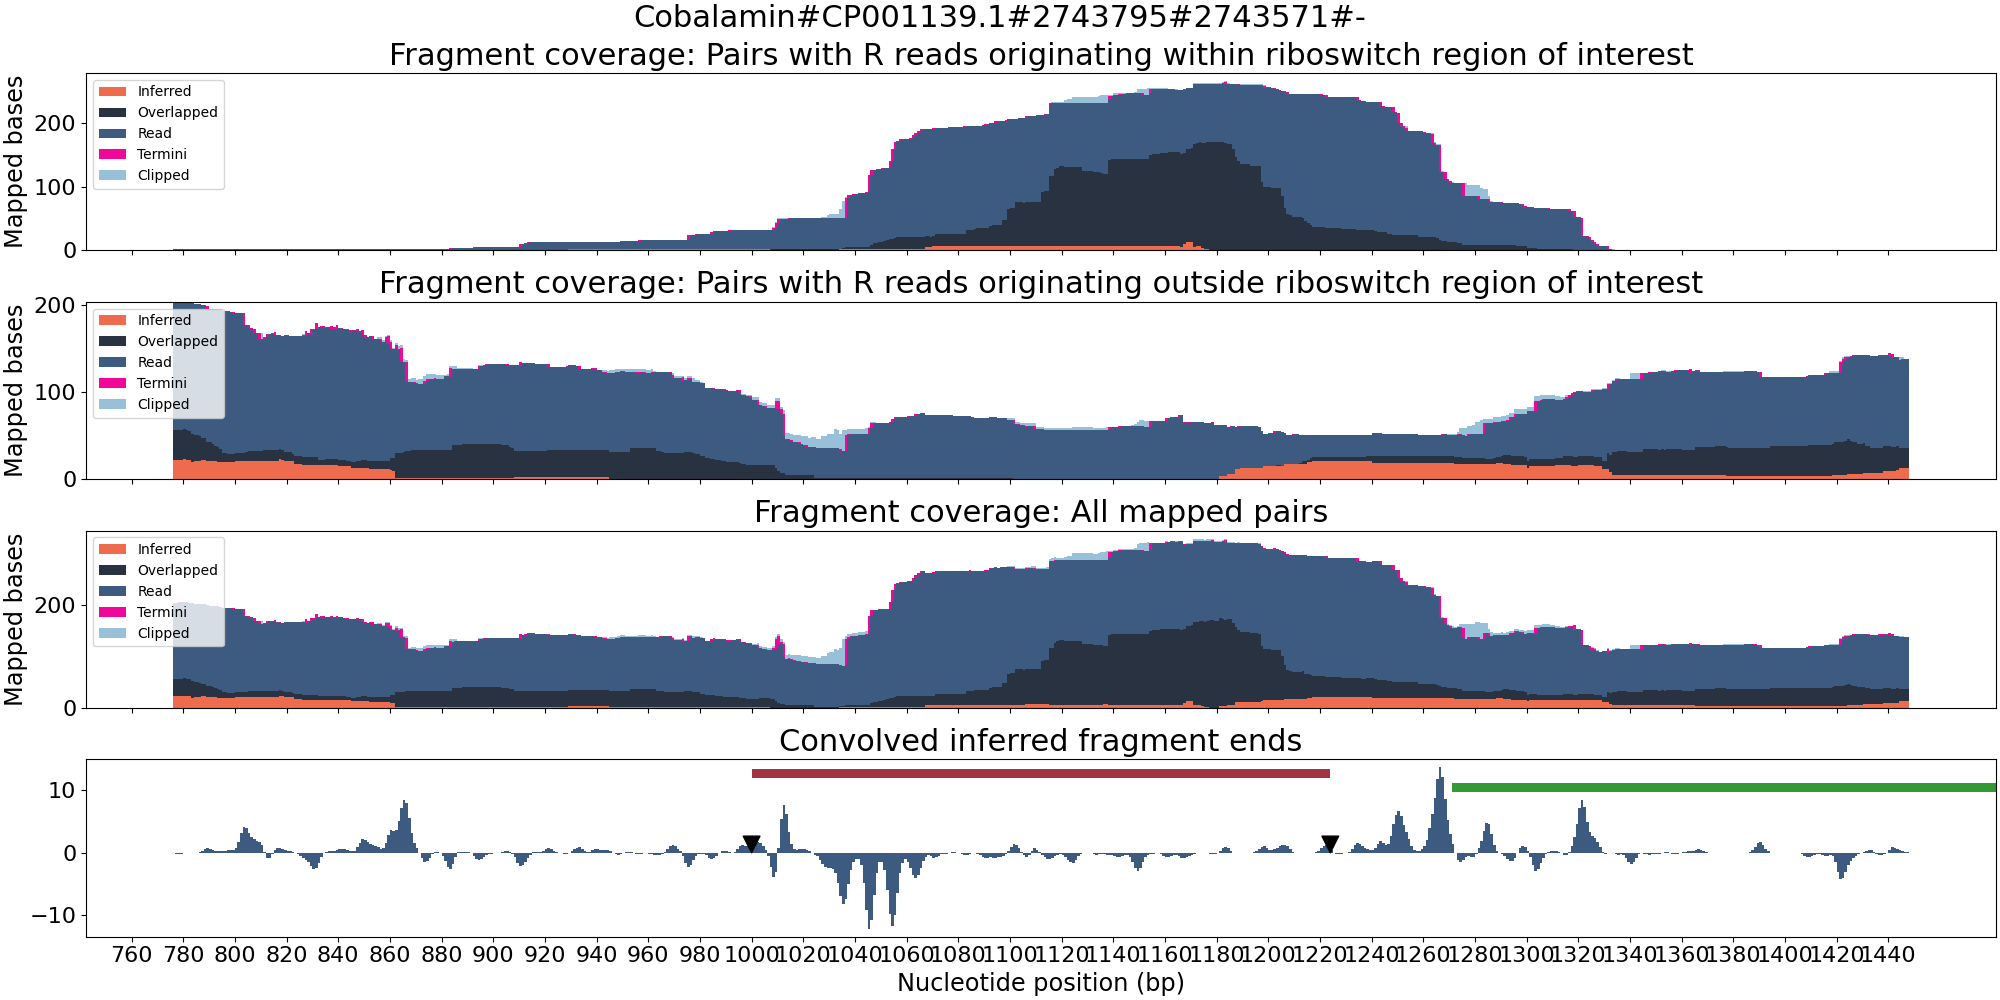 Cobalamin#CP001139.1#2743795#2743571#-
Fragment coverage: Pairs with R reads originating within riboswitch region of interest
Mapped bases
200
100
0
Inferred
Overlapped
Read
Termini
Clipped
Fragment coverage: Pairs with R reads originating outside riboswitch region of interest
Mapped bases
200
100
0
Inferred
Overlapped
Read
Termini
Clipped
Fragment coverage: All mapped pairs
Mapped bases
200
0
Inferred
Overlapped
Read
Termini
Clipped
Convolved inferred fragment ends
10
0
−10
760 780 800 820 840 860 880 900 920 940 960 980 1000 1020 1040 1060 1080 1100 1120 1140 1160 1180 1200 1220 1240 1260 1280 1300 1320 1340 1360 1380 1400 1420 1440
Nucleotide position (bp)